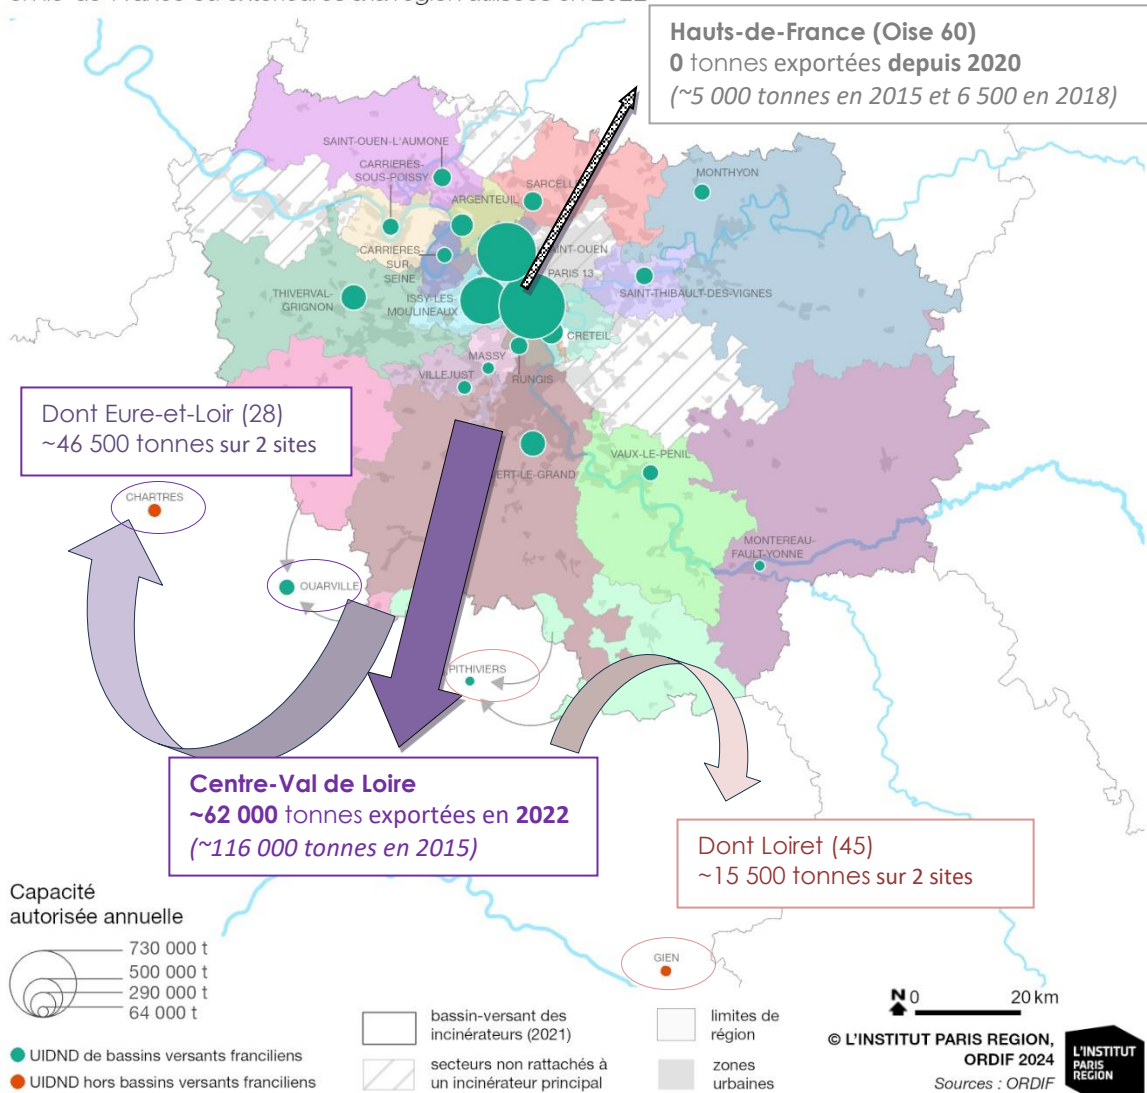 Hauts-de-France (Oise 60)
0 tonnes exportées depuis 2020
(~5 000 tonnes en 2015 et 6 500 en 2018)
SAINT-OUEN-L'AUMONE
CARRIERES-
SOUS-POISSY
ARGENTEUIL
MONTHYON
CARRIERES-
SUR-
SEINE
PARIS 13
THIVERVAL-
GRIGNON
ISSY-LES-
MOULINEAUX
SAINT-THIBAULT-DES-VIGNES
CRETEIL
MASSY
RUNGIS
VILLEJUST
Dont Eure-et-Loir (28)
~46 500 tonnes sur 2 sites
VAUX-LE-PENIL
CHARTRES
MONTEREAU-
FAULT-YONNE
OUARVILLE
PITHIVIERS
Centre-Val de Loire
~62 000 tonnes exportées en 2022
(~116 000 tonnes en 2015)
Dont Loiret (45)
~15 500 tonnes sur 2 sites
GIEN
Capacité
autorisée annuelle
730 000 t
500 000 t
290 000 t
64 000 t
UIDND de bassins versants franciliens
UIDND hors bassins versants franciliens
bassin-versant des
incinérateurs (2021)
secteurs non rattachés à
un incinérateur principal
limites de
région
zones
urbaines
N 0 20 km
© L'INSTITUT PARIS REGION,
ORDIF 2024
Sources : ORDIF
L'INSTITUT
PARIS
REGION